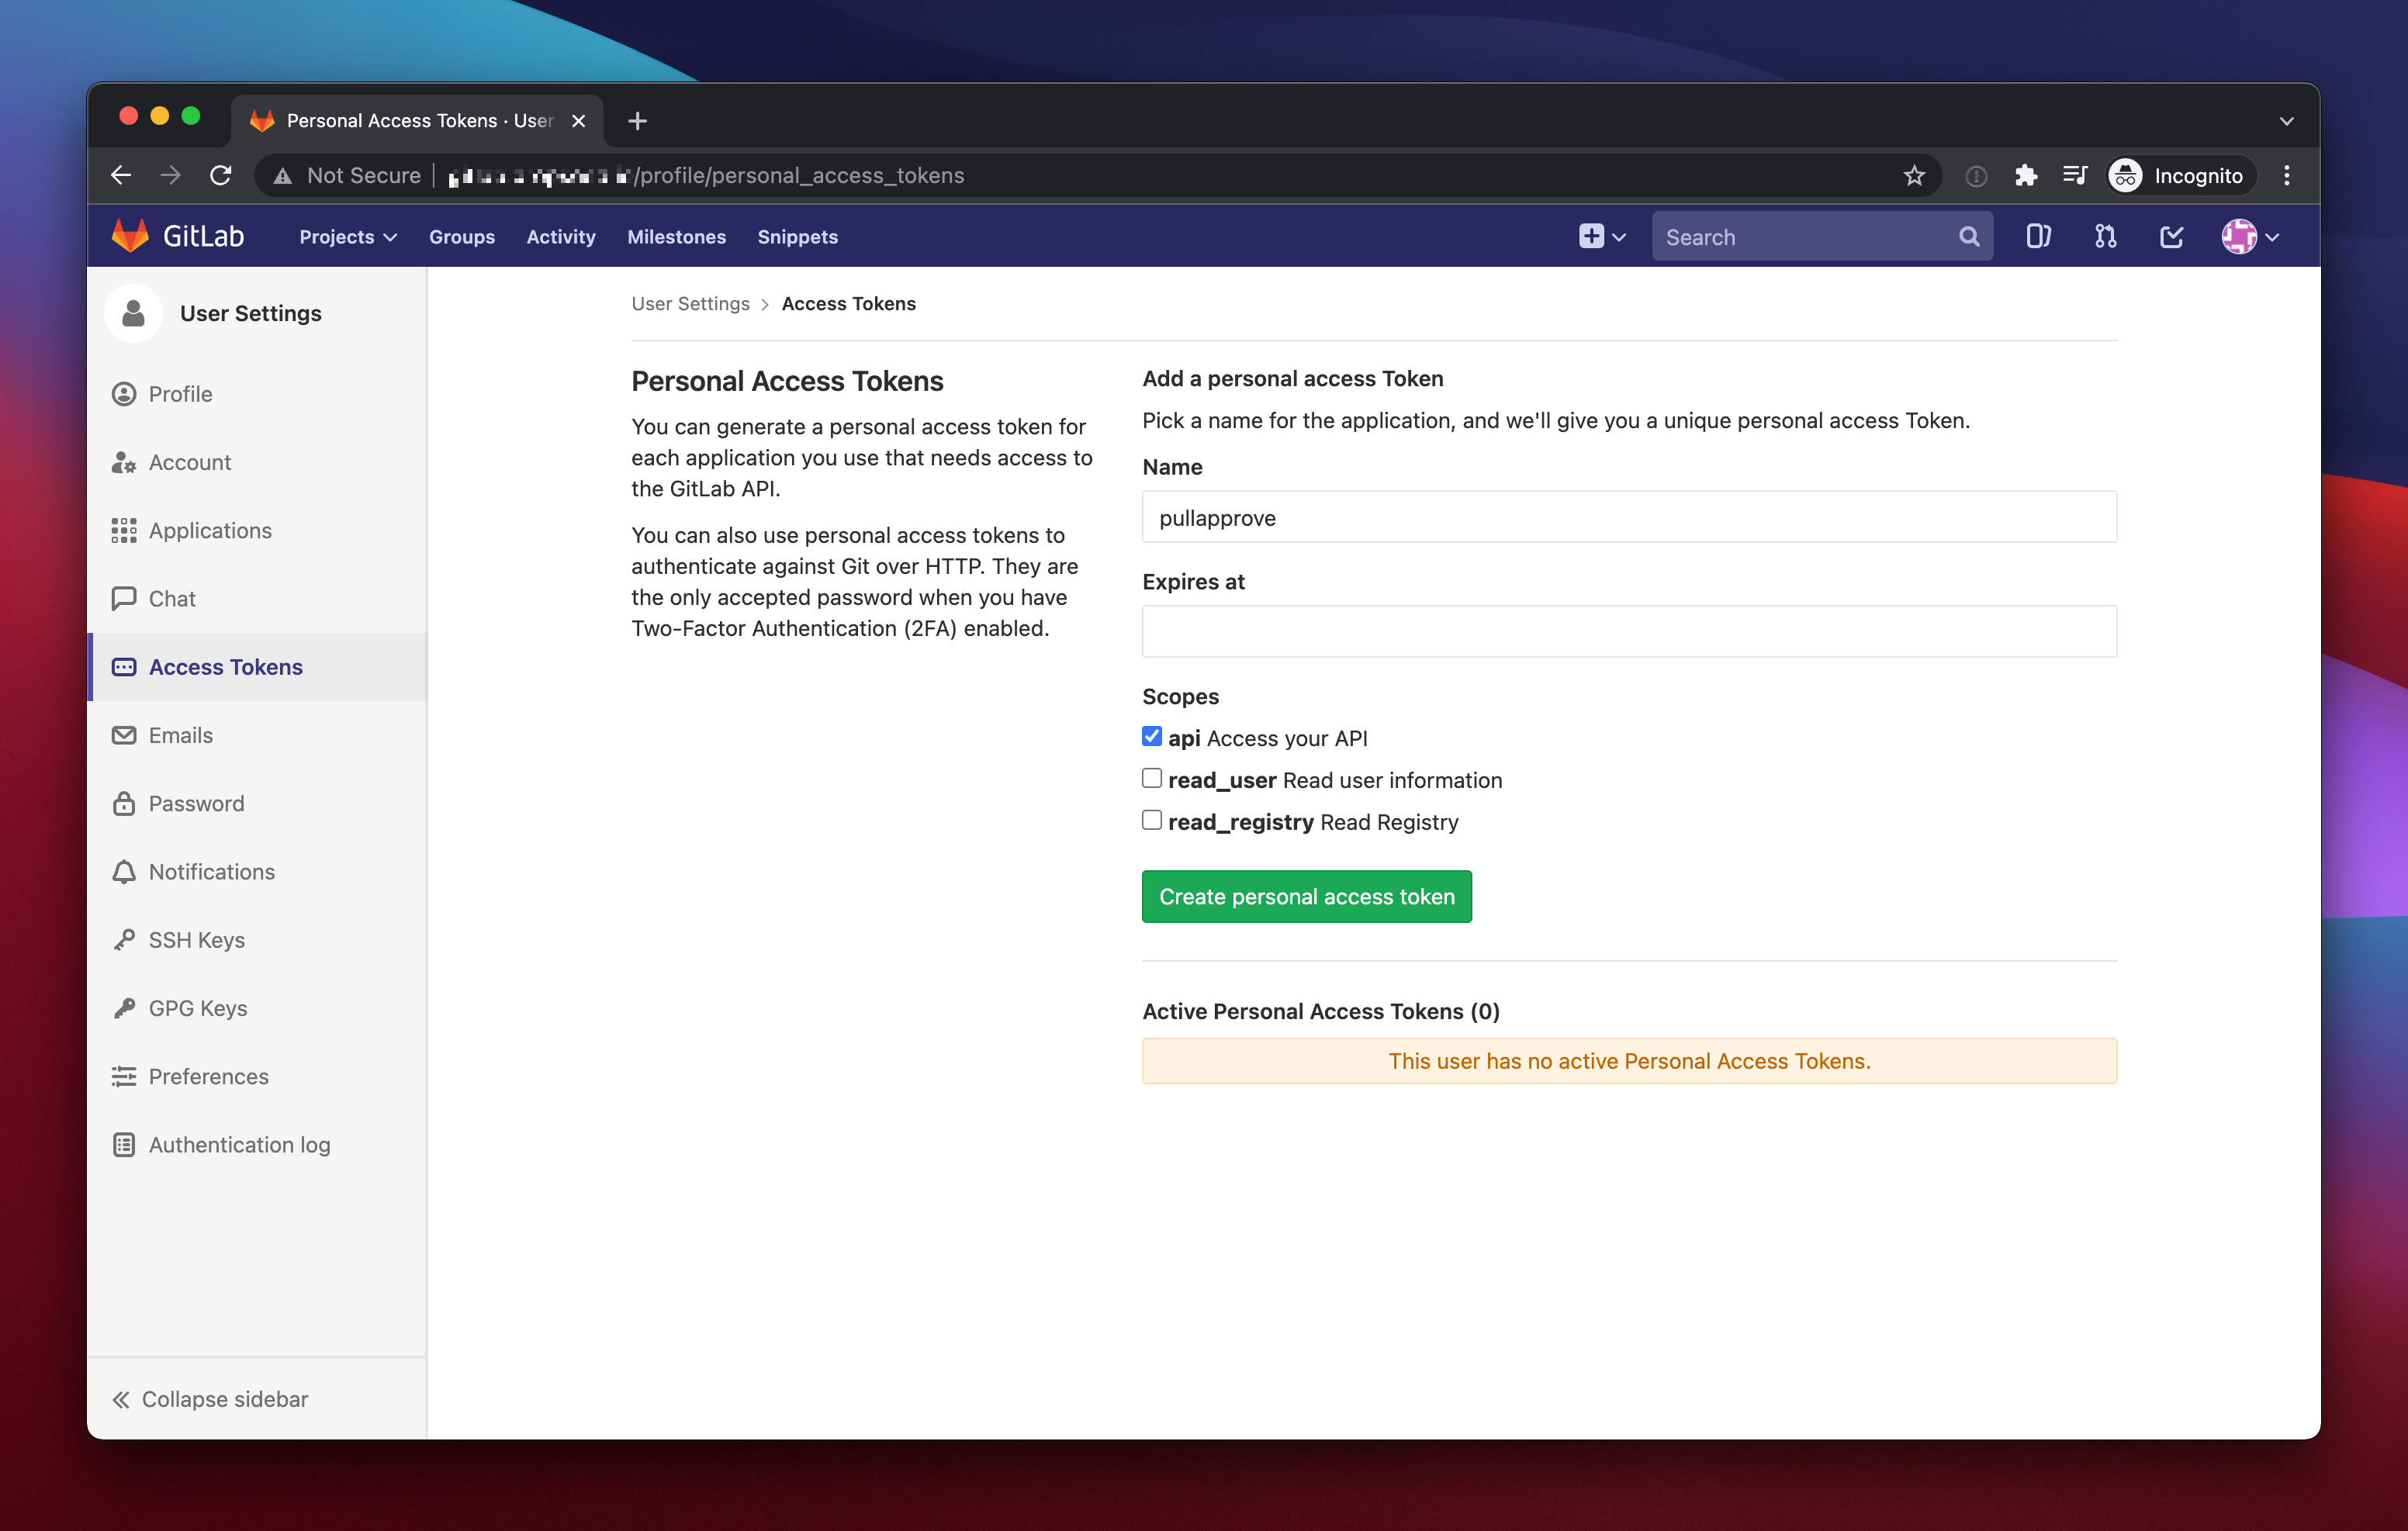 Personal Access Tokens · User
Not Secure
/profile/personal_access_tokens
Incognito
GitLab
Projects
Groups
Activity
Milestones
Snippets
Search
User Settings
Profile
Account
Applications
Chat
Access Tokens
Emails
Password
Notifications
SSH Keys
GPG Keys
Preferences
Authentication log
Collapse sidebar
User Settings > Access Tokens
Personal Access Tokens
You can generate a personal access token for
each application you use that needs access to
the GitLab API.
You can also use personal access tokens to
authenticate against Git over HTTP. They are
the only accepted password when you have
Two-Factor Authentication (2FA) enabled.
Add a personal access Token
Pick a name for the application, and we'll give you a unique personal access Token.
Name
pullapprove
Expires at
Scopes
api Access your API
read_user Read user information
read_registry Read Registry
Create personal access token
Active Personal Access Tokens (0)
This user has no active Personal Access Tokens.